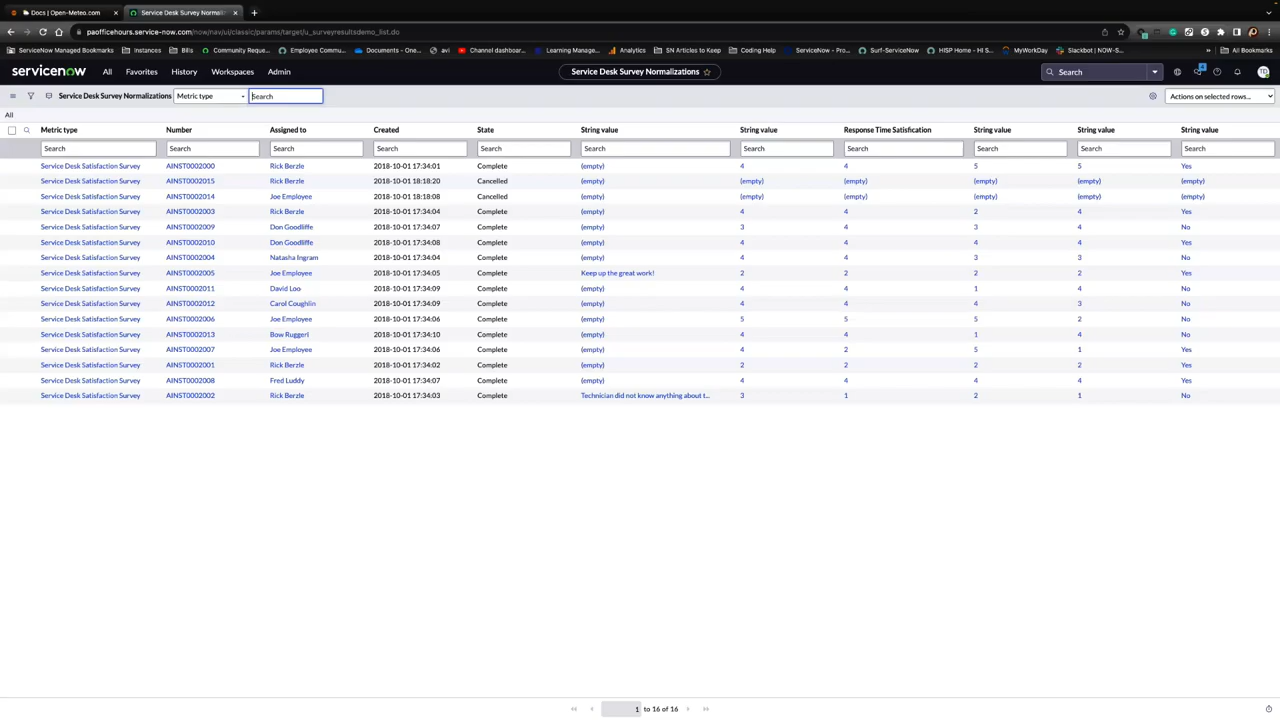 Docs | Open-Meteo.com
Service Desk Survey Normaliz
paofficehours.service-now.com/now/nav/ui/classic/params/target/u_surveyresultsdemo_list.do
ServiceNow Managed Bookmarks Instances Bills Community Reque... Employee Commu... Documents - One... avi Channel dashboar... Learning Manage... Analytics SN Articles to Keep Coding Help ServiceNow - Pro... Surf-ServiceNow HISP Home - HI S... MyWorkDay Slackbot | NOW-S... » All Bookmarks
servicenow All Favorites History Workspaces Admin Service Desk Survey Normalizations Search
Service Desk Survey Normalizations Metric type Search Actions on selected rows...
All
Metric type Number Assigned to Created State String value String value Response Time Satisfication String value String value String value
Search Search Search Search Search Search Search Search Search Search Search
Service Desk Satisfaction Survey AINST0002000 Rick Berzle 2018-10-01 17:34:01 Complete (empty) 4 4 5 5 Yes
Service Desk Satisfaction Survey AINST0002015 Rick Berzle 2018-10-01 18:18:20 Cancelled (empty) (empty) (empty) (empty) (empty) (empty)
Service Desk Satisfaction Survey AINST0002014 Joe Employee 2018-10-01 18:18:08 Cancelled (empty) (empty) (empty) (empty) (empty) (empty)
Service Desk Satisfaction Survey AINST0002003 Rick Berzle 2018-10-01 17:34:04 Complete (empty) 4 4 2 4 Yes
Service Desk Satisfaction Survey AINST0002009 Don Goodliffe 2018-10-01 17:34:07 Complete (empty) 3 4 3 4 No
Service Desk Satisfaction Survey AINST0002010 Don Goodliffe 2018-10-01 17:34:08 Complete (empty) 4 4 4 4 Yes
Service Desk Satisfaction Survey AINST0002004 Natasha Ingram 2018-10-01 17:34:04 Complete (empty) 4 4 3 3 No
Service Desk Satisfaction Survey AINST0002005 Joe Employee 2018-10-01 17:34:05 Complete Keep up the great work! 2 2 2 2 Yes
Service Desk Satisfaction Survey AINST0002011 David Loo 2018-10-01 17:34:09 Complete (empty) 4 4 1 4 No
Service Desk Satisfaction Survey AINST0002012 Carol Coughlin 2018-10-01 17:34:09 Complete (empty) 4 4 4 3 No
Service Desk Satisfaction Survey AINST0002006 Joe Employee 2018-10-01 17:34:06 Complete (empty) 5 5 5 2 No
Service Desk Satisfaction Survey AINST0002013 Bow Ruggeri 2018-10-01 17:34:10 Complete (empty) 4 4 1 4 No
Service Desk Satisfaction Survey AINST0002007 Joe Employee 2018-10-01 17:34:06 Complete (empty) 4 2 5 1 Yes
Service Desk Satisfaction Survey AINST0002001 Rick Berzle 2018-10-01 17:34:02 Complete (empty) 2 2 2 2 Yes
Service Desk Satisfaction Survey AINST0002008 Fred Luddy 2018-10-01 17:34:07 Complete (empty) 4 4 4 4 Yes
Service Desk Satisfaction Survey AINST0002002 Rick Berzle 2018-10-01 17:34:03 Complete Technician did not know anything about t... 3 1 2 1 No
1 to 16 of 16